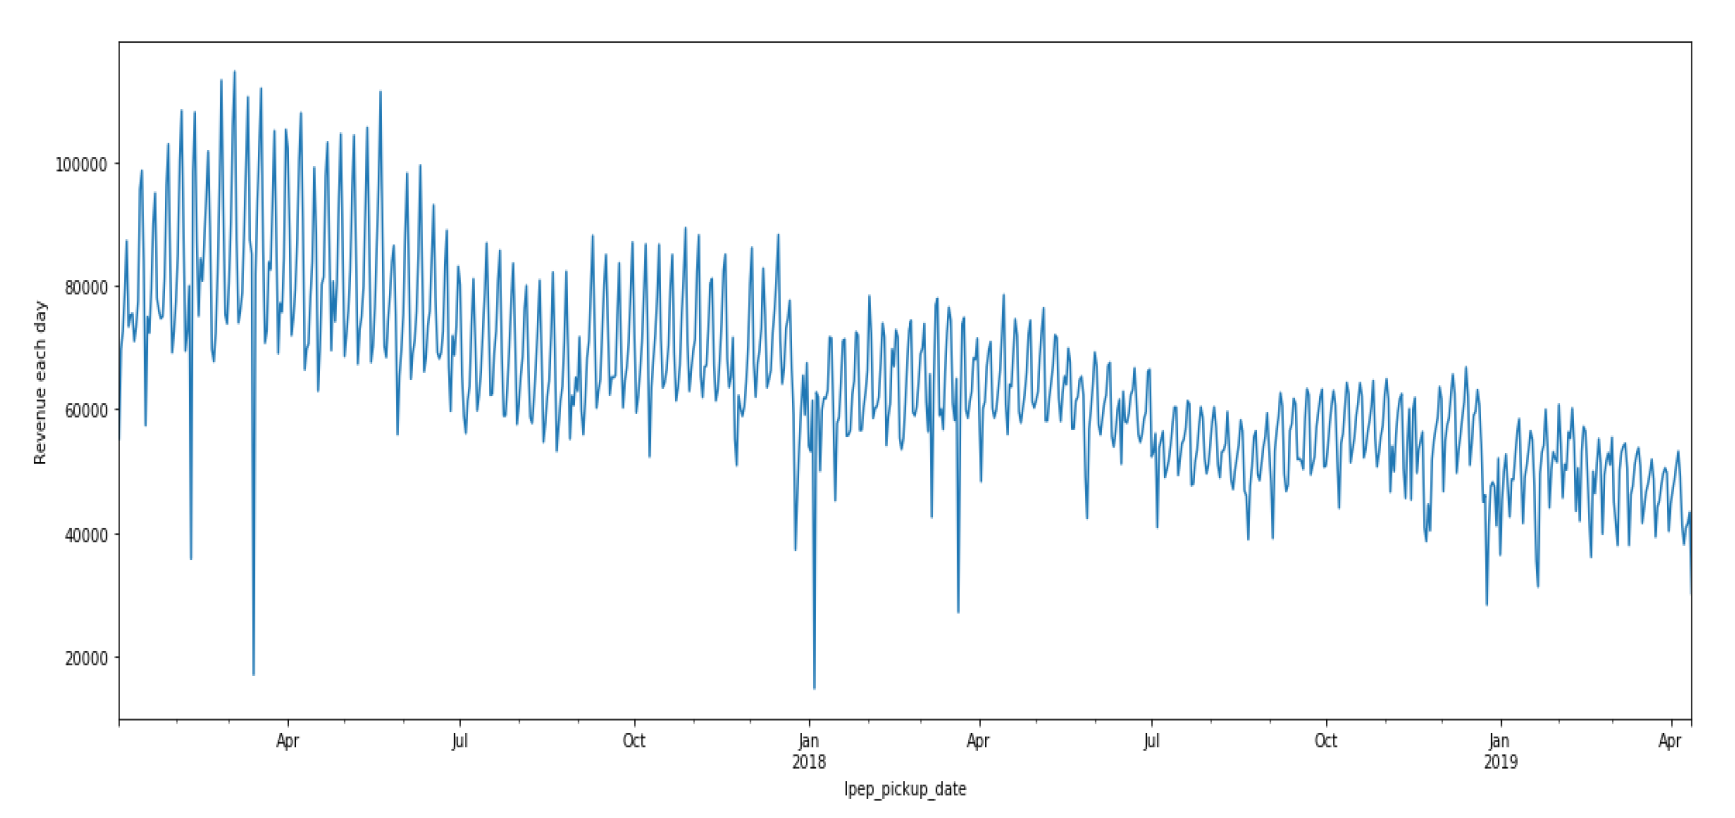 Revenue each day
100000
80000
60000
40000
20000
Apr
Jul
Oct
Jan
2018
Apr
Jul
Oct
Jan
2019
Apr
lpep_pickup_date